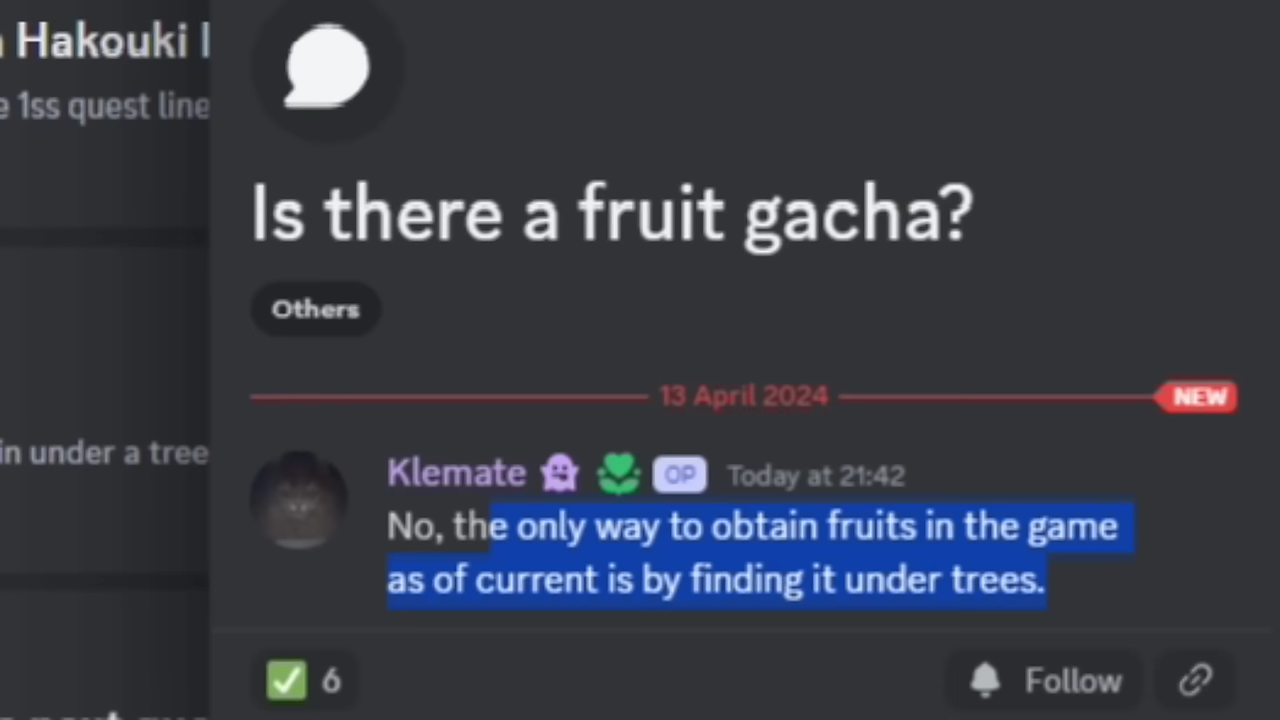 Hakouki
e 1ss quest line
in under a tree
Is there a fruit gacha?
Others
13 April 2024
NEW
Klemate OP Today at 21:42
No, the only way to obtain fruits in the game
as of current is by finding it under trees.
6
Follow